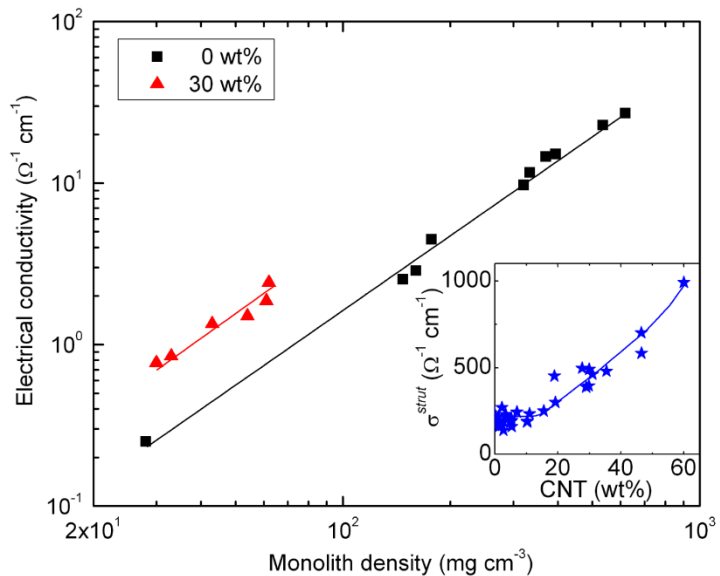 10²
0 wt%
30 wt%
10¹
Electrical conductivity (Ω⁻¹ cm⁻¹)
10⁰
10⁻¹
2x10¹
10²
10³
Monolith density (mg cm⁻³)
1000
500
0
σˢᵗʳᵘᵗ (Ω⁻¹ cm⁻¹)
0
20
40
60
CNT (wt%)